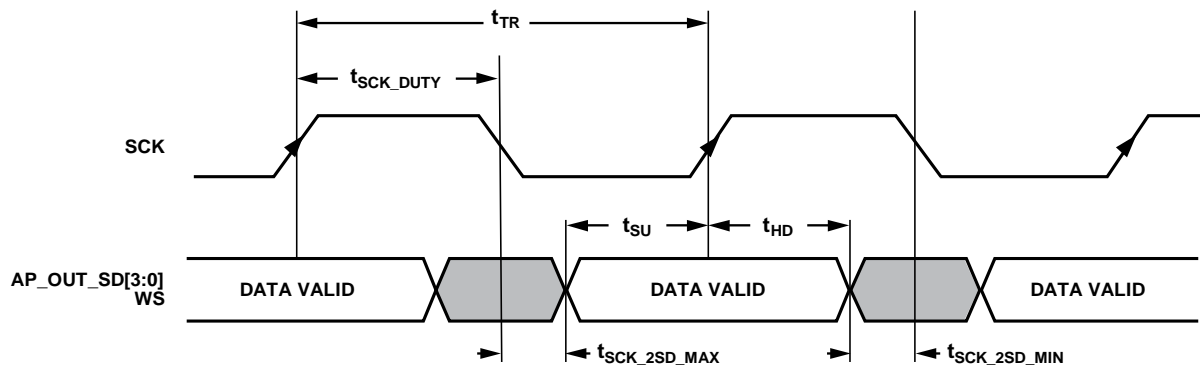 tTR
tSCK_DUTY
SCK
tSU
tHD
AP_OUT_SD[3:0]
WS
DATA VALID
DATA VALID
DATA VALID
tSCK_2SD_MAX
tSCK_2SD_MIN